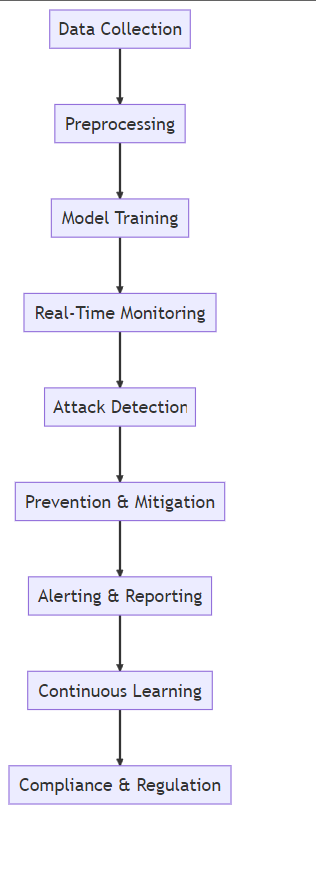 Data Collection
Preprocessing
Model Training
Real-Time Monitoring
Attack Detection
Prevention & Mitigation
Alerting & Reporting
Continuous Learning
Compliance & Regulation